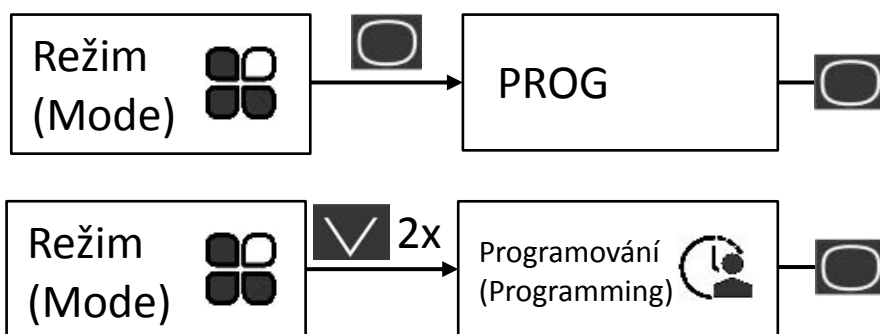 Režim
(Mode)
PROG
Režim
(Mode)
2x
Programování
(Programming)